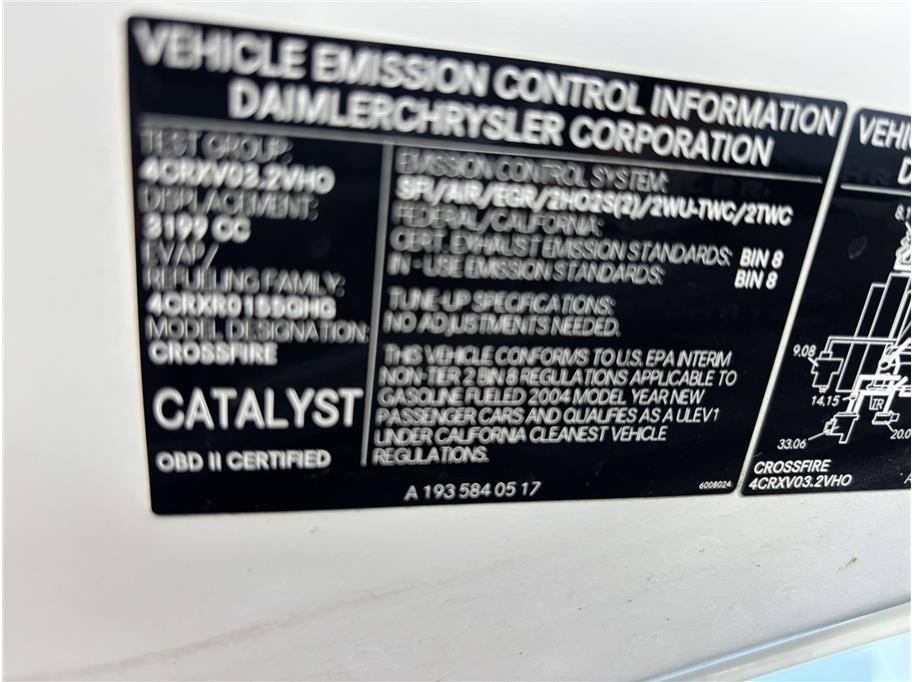 VEHICLE EMISSION CONTROL INFORMATION
DAIMLERCHRYSLER CORPORATION
TEST GROUP:
4CRXV03.2VHO
DISPLACEMENT:
3199 CC
EVAP/
REFUELING FAMILY:
4CRXR0155GHG
MODEL DESIGNATION:
CROSSFIRE
CATALYST
OBD II CERTIFIED
EMISSION CONTROL SYSTEM:
SFI/AIR/EGR/2HO2S(2)/2WU-TWC/2TWC
FEDERAL/CALIFORNIA:
CERT. EXHAUST EMISSION STANDARDS: BIN 8
IN - USE EMISSION STANDARDS: BIN 8
TUNE-UP SPECIFICATIONS:
NO ADJUSTMENTS NEEDED.
THIS VEHICLE CONFORMS TO U.S. EPA INTERIM
NON-TIER 2 BIN 8 REGULATIONS APPLICABLE TO
GASOLINE FUELED 2004 MODEL YEAR NEW
PASSENGER CARS AND QUALIFIES AS A ULEV1
UNDER CALIFORNIA CLEANEST VEHICLE
REGULATIONS.
A 193 584 05 17
6008024
VEHI
D
8.1
9.08
14.15
ZR
33.06
20.0
CROSSFIRE
4CRXV03.2VHO
A